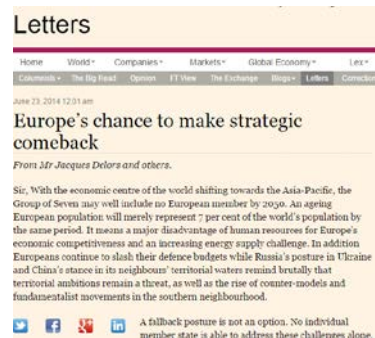 Letters
Home World Companies Markets Global Economy Lex
Columnists The Big Read Opinion FT View The Exchange Blogs Letters Corrections
June 23, 2014 12:01 am
Europe's chance to make strategic
comeback
From Mr Jacques Delors and others.
Sir, With the economic centre of the world shifting towards the Asia-Pacific, the
Group of Seven may well include no European member by 2030. An ageing
European population will merely represent 7 per cent of the world's population by
the same period. It means a major disadvantage of human resources for Europe's
economic competitiveness and an increasing energy supply challenge. In addition
Europeans continue to slash their defence budgets while Russia's posture in Ukraine
and China's stance in its neighbours' territorial waters remind brutally that
territorial ambitions remain a threat, as well as the rise of counter-models and
fundamentalist movements in the southern neighbourhood.
A fallback posture is not an option. No individual
member state is able to address these challenges alone.